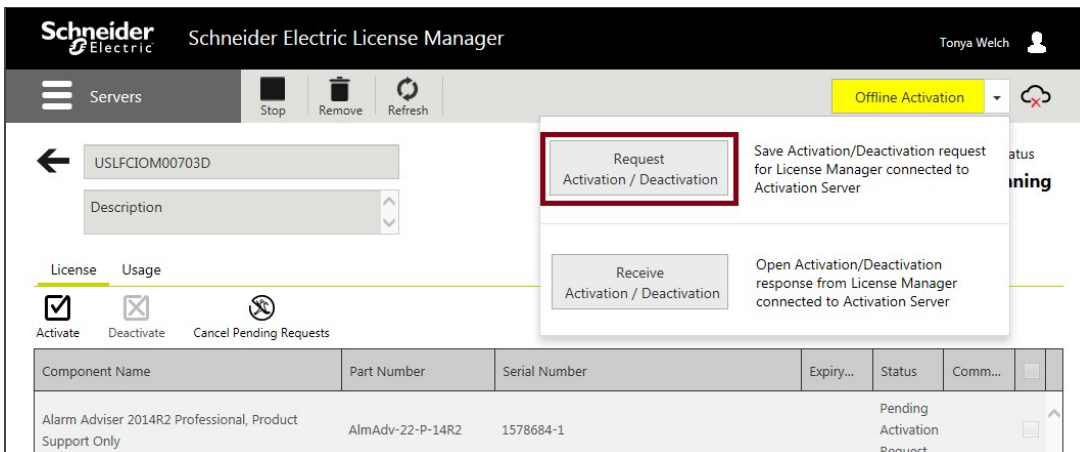 Schneider
Electric
Schneider Electric License Manager
Tonya Welch
Servers
Stop
Remove
Refresh
Offline Activation
USLFCIOM00703D
Description
Request
Activation / Deactivation
Save Activation/Deactivation request
for License Manager connected to
Activation Server
Receive
Activation / Deactivation
Open Activation/Deactivation
response from License Manager
connected to Activation Server
atus
nning
License
Usage
Activate
Deactivate
Cancel Pending Requests
Component Name
Part Number
Serial Number
Expiry...
Status
Comm...
Alarm Adviser 2014R2 Professional, Product
Support Only
AlmAdv-22-P-14R2
1578684-1
Pending
Activation
Request